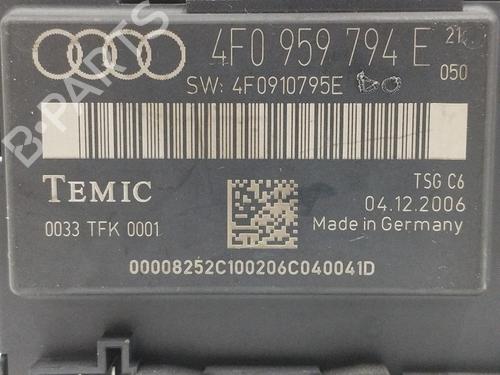 4F0 959 794 E 21
050
SW: 4F0910795E
B-PARTS
TEMIC
TSG C6
04.12.2006
0033 TFK 0001
Made in Germany
00008252C100206C040041D